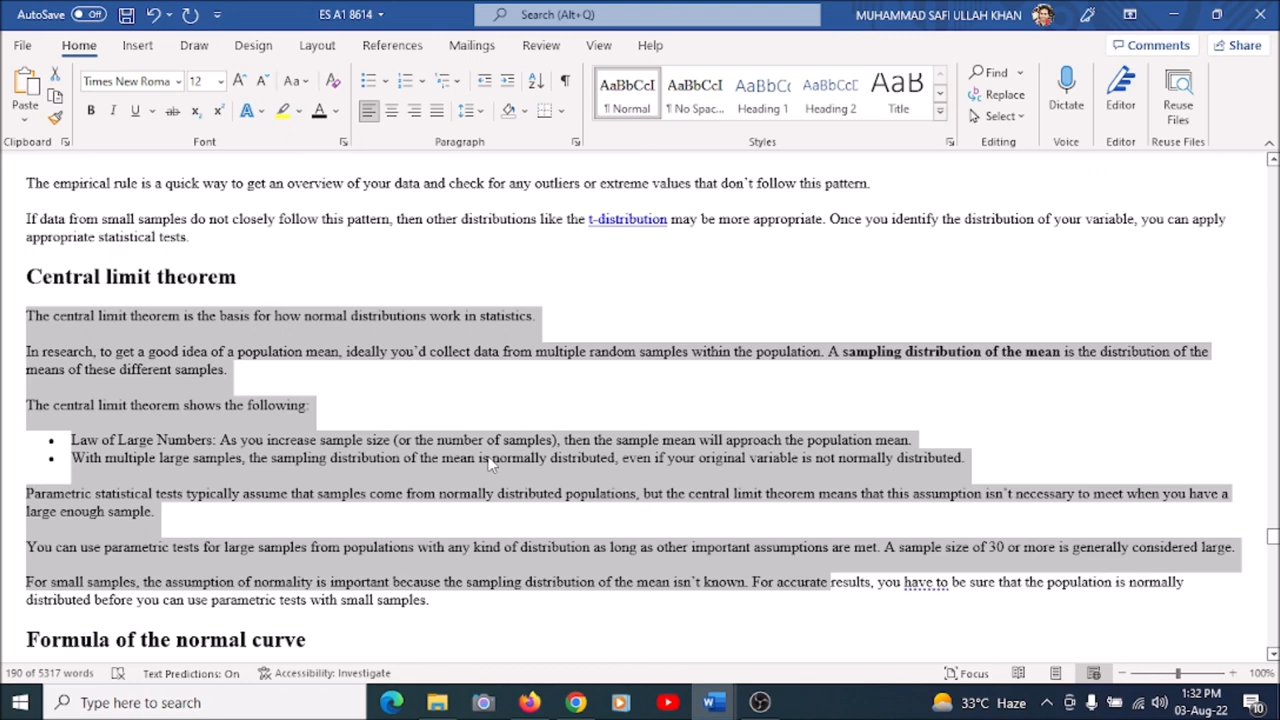 AutoSave Off
ES A1 8614
Search (Alt+Q)
MUHAMMAD SAFI ULLAH KHAN
File Home Insert Draw Design Layout References Mailings Review View Help Comments Share
Paste
Times New Roma 12
AaBbCcI AaBbCcI AaBbC( AaBbCcI AaB
¶ Normal ¶ No Spac... Heading 1 Heading 2 Title
Find
Replace
Select
Dictate
Editor
Reuse Files
Clipboard Font Paragraph Styles Editing Voice Editor Reuse Files
The empirical rule is a quick way to get an overview of your data and check for any outliers or extreme values that don't follow this pattern.
If data from small samples do not closely follow this pattern, then other distributions like the t-distribution may be more appropriate. Once you identify the distribution of your variable, you can apply
appropriate statistical tests.
Central limit theorem
The central limit theorem is the basis for how normal distributions work in statistics.
In research, to get a good idea of a population mean, ideally you'd collect data from multiple random samples within the population. A sampling distribution of the mean is the distribution of the
means of these different samples.
The central limit theorem shows the following:
• Law of Large Numbers: As you increase sample size (or the number of samples), then the sample mean will approach the population mean.
• With multiple large samples, the sampling distribution of the mean is normally distributed, even if your original variable is not normally distributed.
Parametric statistical tests typically assume that samples come from normally distributed populations, but the central limit theorem means that this assumption isn't necessary to meet when you have a
large enough sample.
You can use parametric tests for large samples from populations with any kind of distribution as long as other important assumptions are met. A sample size of 30 or more is generally considered large.
For small samples, the assumption of normality is important because the sampling distribution of the mean isn't known. For accurate results, you have to be sure that the population is normally
distributed before you can use parametric tests with small samples.
Formula of the normal curve
190 of 5317 words Text Predictions: On Accessibility: Investigate Focus 100%
Type here to search
33°C Haze
1:32 PM
03-Aug-22
10